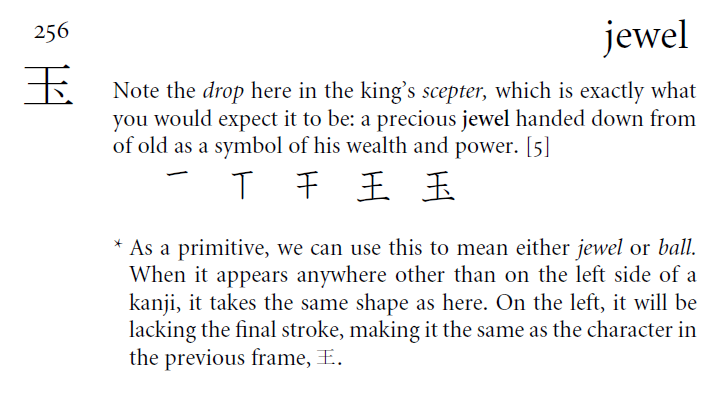 256
jewel
玉
Note the drop here in the king's scepter, which is exactly what
you would expect it to be: a precious jewel handed down from
of old as a symbol of his wealth and power. [5]
一 丅 干 王 玉
* As a primitive, we can use this to mean either jewel or ball.
When it appears anywhere other than on the left side of a
kanji, it takes the same shape as here. On the left, it will be
lacking the final stroke, making it the same as the character in
the previous frame, 王.